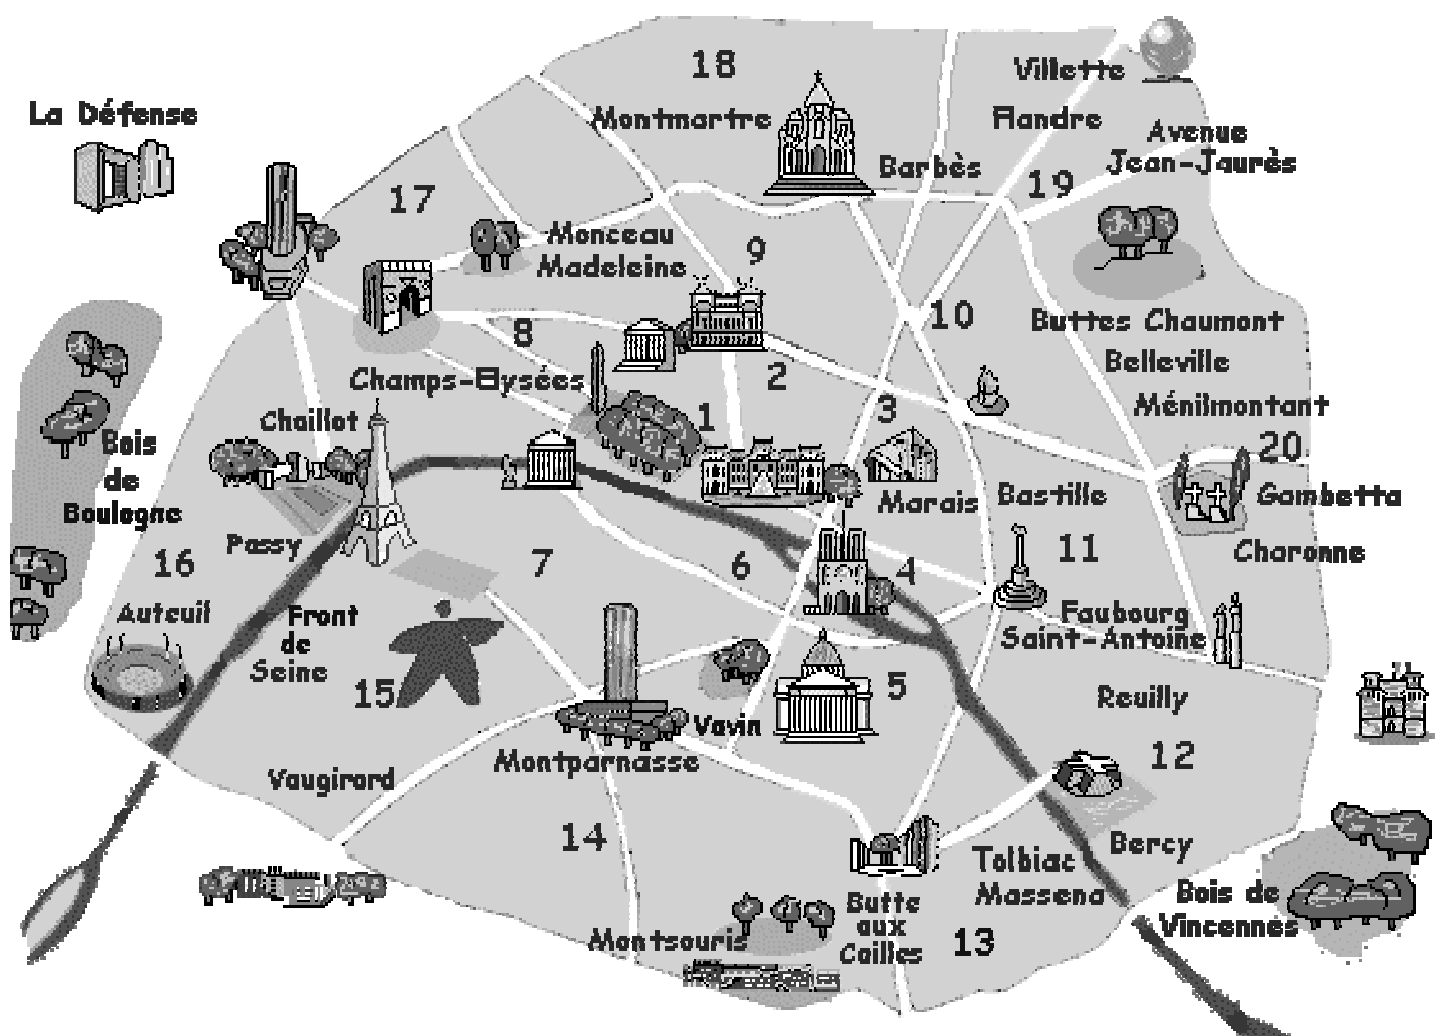 18
Villette
La Défense
Montmartre
Flandre
Avenue
Jean-Jaurès
Barbès
19
17
Monceau
Madeleine
9
8
10
Buttes Chaumont
Belleville
Champs-Elysées
2
Ménilmontant
1
3
Chaillot
20
Bois
de
Boulogne
Marais
Bastille
Gambetta
Passy
Charonne
16
7
6
4
11
Auteuil
Front
de
Seine
Faubourg
Saint-Antoine
15
5
Reuilly
Vavin
Montparnasse
12
Vaugirard
14
Bercy
Tolbiac
Massena
Bois de
Vincennes
Butte
aux
Cailles
Montsouris
13